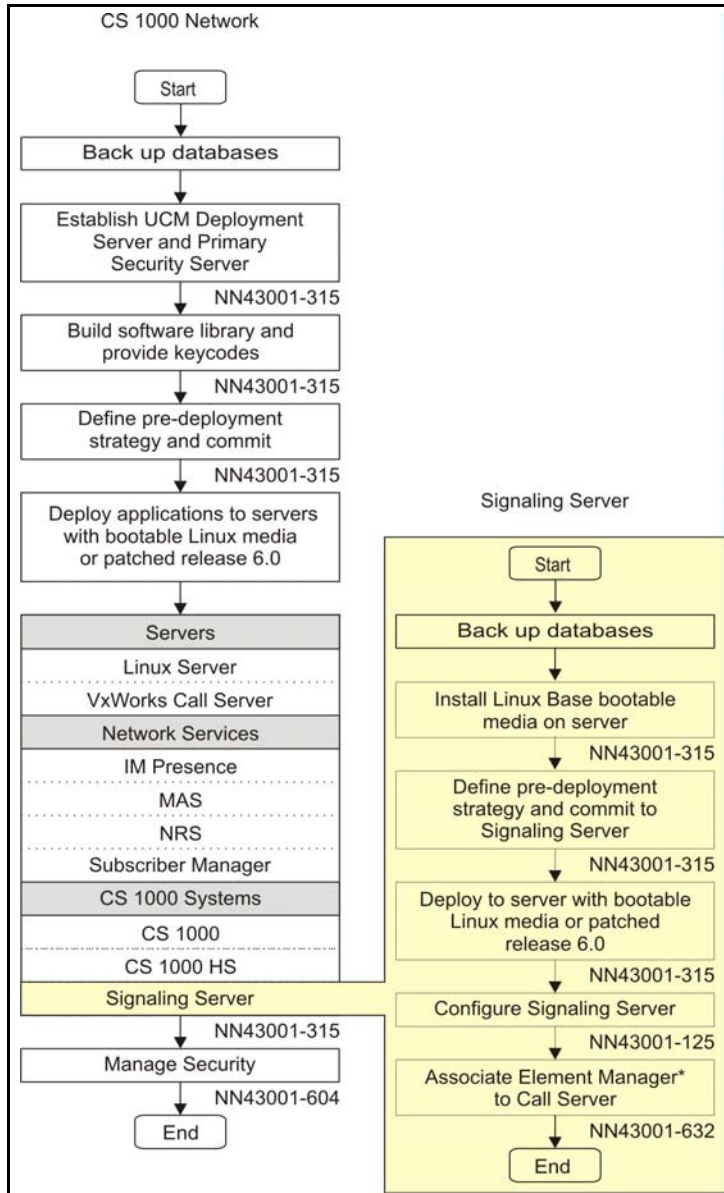 CS 1000 Network
Start
Back up databases
Establish UCM Deployment
Server and Primary
Security Server
NN43001-315
Build software library and
provide keycodes
NN43001-315
Define pre-deployment
strategy and commit
NN43001-315
Deploy applications to servers
with bootable Linux media
or patched release 6.0
Servers
Linux Server
VxWorks Call Server
Network Services
IM Presence
MAS
NRS
Subscriber Manager
CS 1000 Systems
CS 1000
CS 1000 HS
Signaling Server
NN43001-315
Manage Security
NN43001-604
End
Signaling Server
Start
Back up databases
Install Linux Base bootable
media on server
NN43001-315
Define pre-deployment
strategy and commit to
Signaling Server
NN43001-315
Deploy to server with bootable
Linux media or patched
release 6.0
NN43001-315
Configure Signaling Server
NN43001-125
Associate Element Manager*
to Call Server
NN43001-632
End